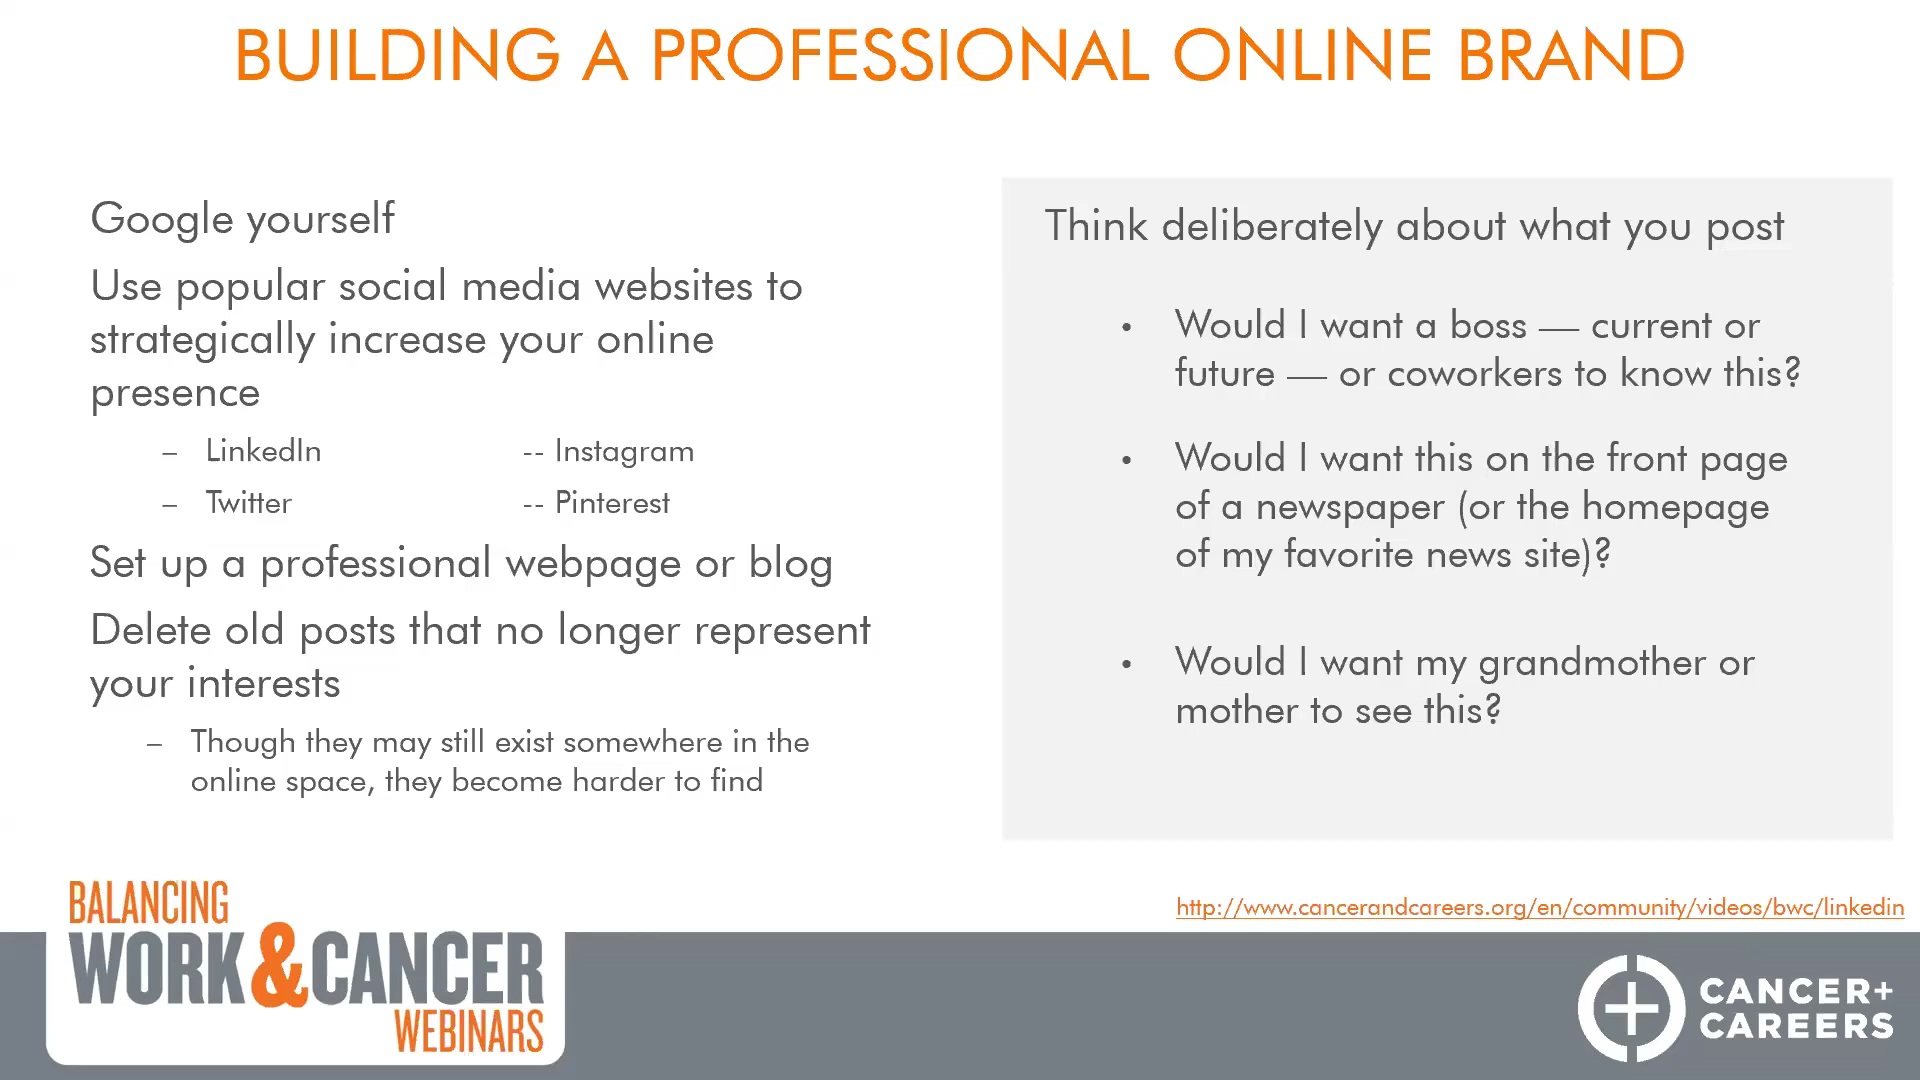 BUILDING A PROFESSIONAL ONLINE BRAND
Google yourself
Use popular social media websites to
strategically increase your online
presence
– LinkedIn -- Instagram
– Twitter -- Pinterest
Set up a professional webpage or blog
Delete old posts that no longer represent
your interests
– Though they may still exist somewhere in the
online space, they become harder to find
Think deliberately about what you post
• Would I want a boss — current or
future — or coworkers to know this?
• Would I want this on the front page
of a newspaper (or the homepage
of my favorite news site)?
• Would I want my grandmother or
mother to see this?
http://www.cancerandcareers.org/en/community/videos/bwc/linkedin
BALANCING
WORK&CANCER
WEBINARS
CANCER+
CAREERS